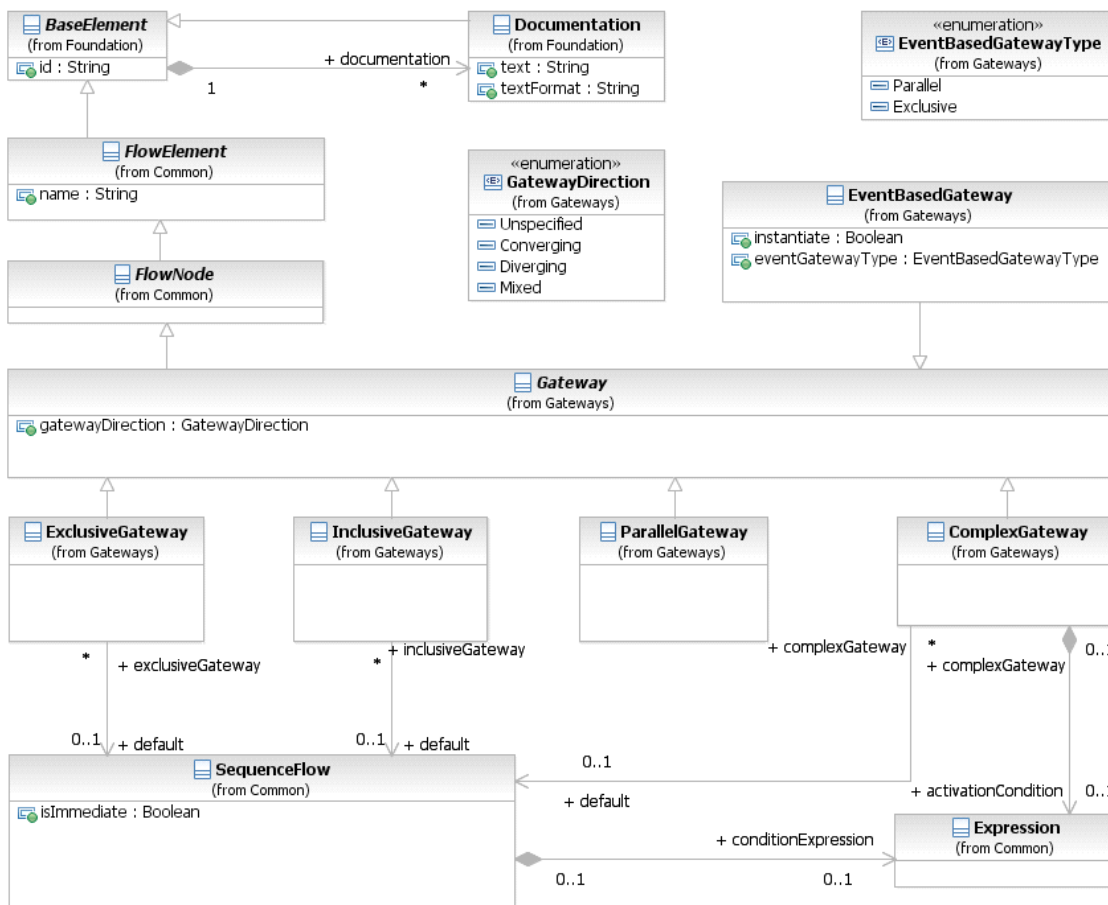 BaseElement
(from Foundation)
id : String
1
+ documentation
*
Documentation
(from Foundation)
text : String
textFormat : String
«enumeration»
EventBasedGatewayType
(from Gateways)
Parallel
Exclusive
FlowElement
(from Common)
name : String
«enumeration»
GatewayDirection
(from Gateways)
Unspecified
Converging
Diverging
Mixed
EventBasedGateway
(from Gateways)
instantiate : Boolean
eventGatewayType : EventBasedGatewayType
FlowNode
(from Common)
Gateway
(from Gateways)
gatewayDirection : GatewayDirection
ExclusiveGateway
(from Gateways)
InclusiveGateway
(from Gateways)
ParallelGateway
(from Gateways)
ComplexGateway
(from Gateways)
*
+ exclusiveGateway
*
+ inclusiveGateway
+ complexGateway
*
+ complexGateway
0..1
0..1
+ default
0..1
+ default
0..1
+ default
+ activationCondition
0..1
SequenceFlow
(from Common)
isImmediate : Boolean
+ conditionExpression
0..1
0..1
Expression
(from Common)